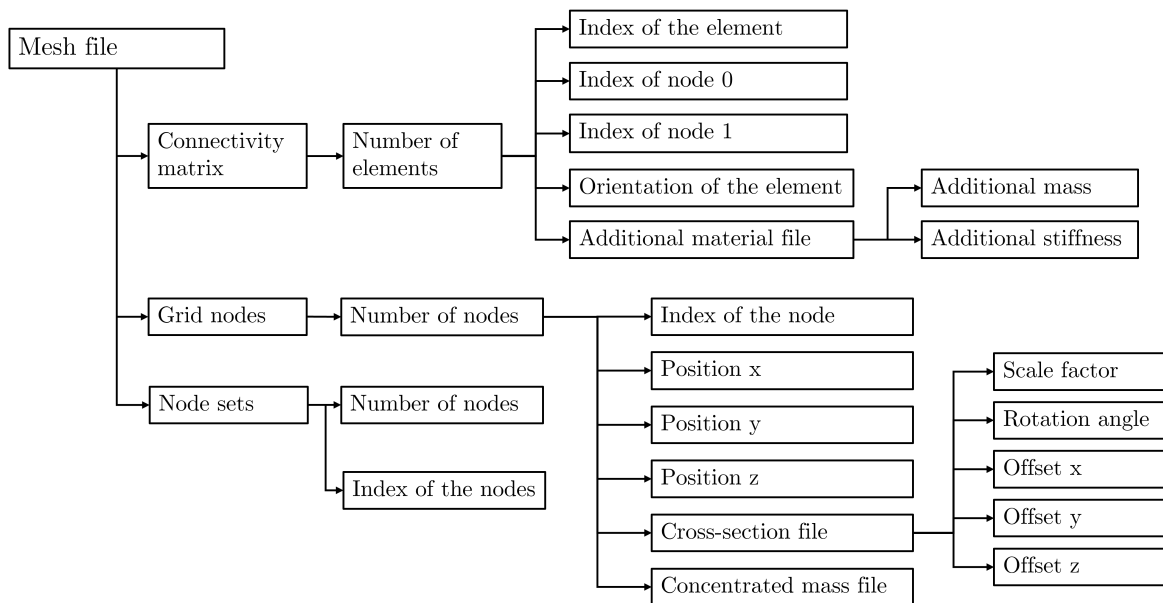 Mesh file
Connectivity
matrix
Number of
elements
Index of the element
Index of node 0
Index of node 1
Orientation of the element
Additional material file
Additional mass
Additional stiffness
Grid nodes
Number of nodes
Index of the node
Position x
Position y
Position z
Cross-section file
Concentrated mass file
Scale factor
Rotation angle
Offset x
Offset y
Offset z
Node sets
Number of nodes
Index of the nodes